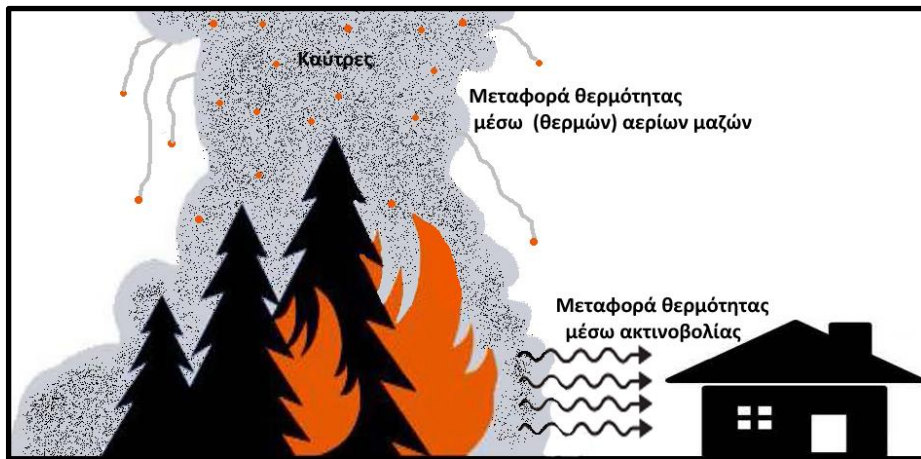 Καύτρες
Μεταφορά θερμότητας
μέσω (θερμών) αερίων μαζών
Μεταφορά θερμότητας
μέσω ακτινοβολίας